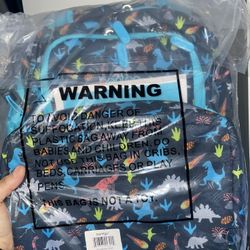 WARNING
TO AVOID DANGER OF
SUFFOCATION, KEEP THIS
PLASTIC BAG AWAY FROM
BABIES AND CHILDREN. DO
NOT USE THIS BAG IN CRIBS,
BEDS, CARRIAGES OR PLAY
PENS.
THIS BAG IS NOT A TOY.